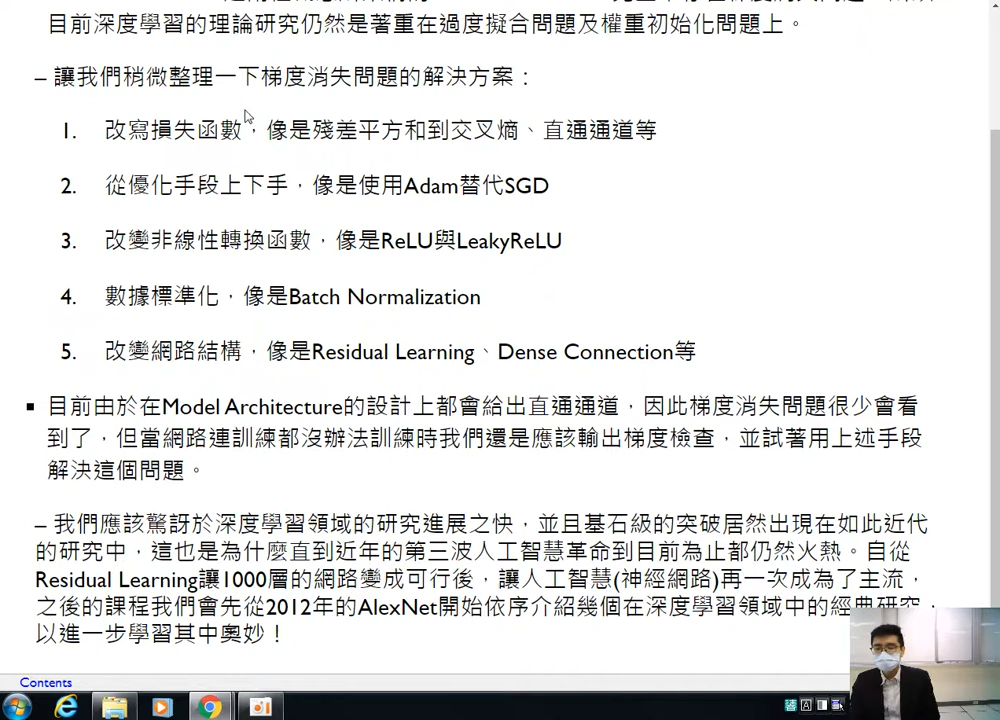 目前深度學習的理論研究仍然是著重在過度擬合問題及權重初始化問題上。
– 讓我們稍微整理一下梯度消失問題的解決方案：
1. 改寫損失函數，像是殘差平方和到交叉熵、直通通道等
2. 從優化手段上下手，像是使用Adam替代SGD
3. 改變非線性轉換函數，像是ReLU與LeakyReLU
4. 數據標準化，像是Batch Normalization
5. 改變網路結構，像是Residual Learning、Dense Connection等
▪ 目前由於在Model Architecture的設計上都會給出直通通道，因此梯度消失問題很少會看
到了，但當網路連訓練都沒辦法訓練時我們還是應該輸出梯度檢查，並試著用上述手段
解決這個問題。
– 我們應該驚訝於深度學習領域的研究進展之快，並且基石級的突破居然出現在如此近代
的研究中，這也是為什麼直到近年的第三波人工智慧革命到目前為止都仍然火熱。自從
Residual Learning讓1000層的網路變成可行後，讓人工智慧(神經網路)再一次成為了主流，
之後的課程我們會先從2012年的AlexNet開始依序介紹幾個在深度學習領域中的經典研究，
以進一步學習其中奧妙！
Contents